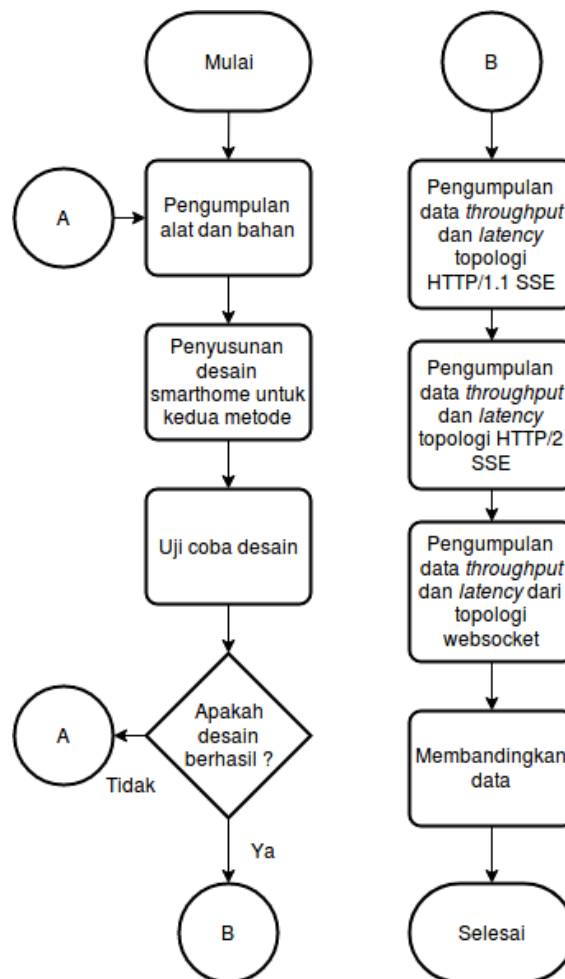 Mulai
A
Pengumpulan
alat dan bahan
Penyusunan
desain
smarthome untuk
kedua metode
Uji coba desain
Apakah
desain
berhasil ?
A
Tidak
Ya
B
B
Pengumpulan
data throughput
dan latency
topologi
HTTP/1.1 SSE
Pengumpulan
data throughput
dan latency
topologi HTTP/2
SSE
Pengumpulan
data throughput
dan latency dari
topologi
websocket
Membandingkan
data
Selesai